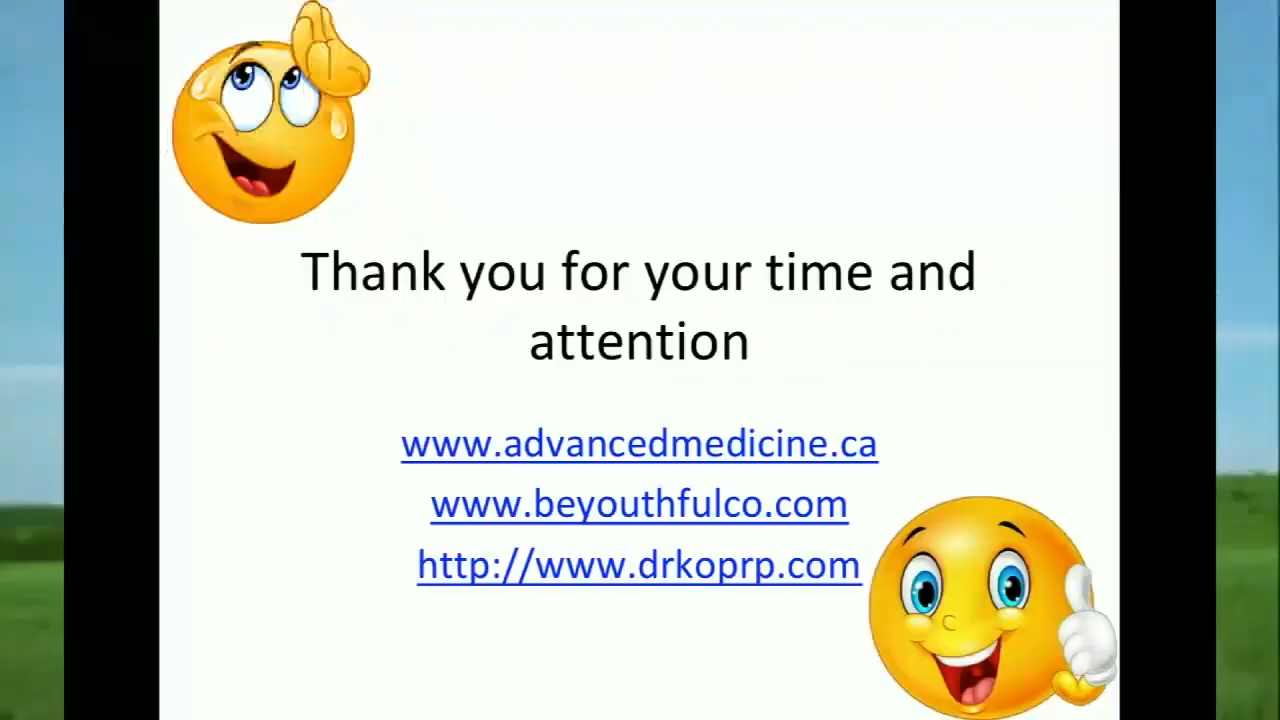 Thank you for your time and
attention
www.advancedmedicine.ca
www.beyouthfulco.com
http://www.drkoprp.com